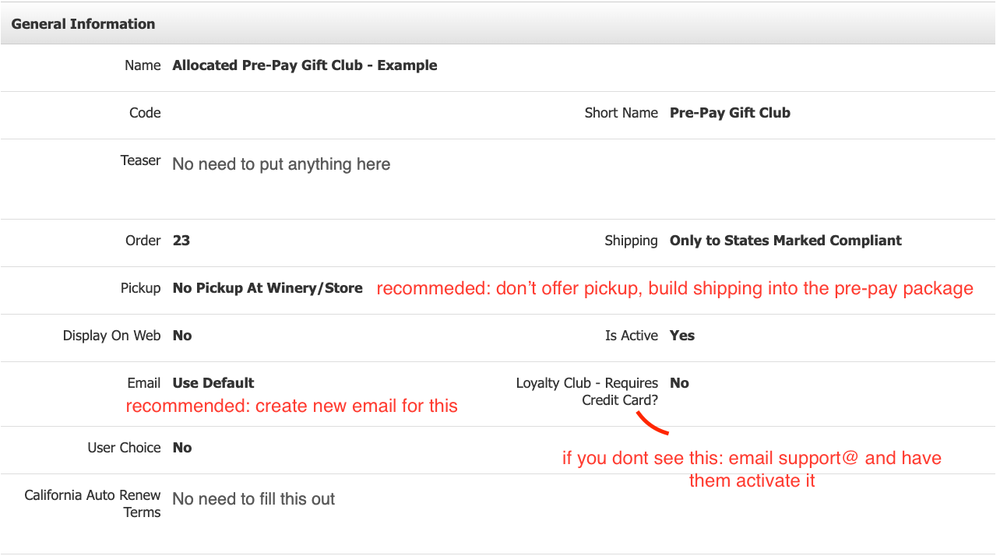 General Information
Name Allocated Pre-Pay Gift Club - Example
Code Short Name Pre-Pay Gift Club
Teaser No need to put anything here
Order 23 Shipping Only to States Marked Compliant
Pickup No Pickup At Winery/Store recommeded: don’t offer pickup, build shipping into the pre-pay package
Display On Web No Is Active Yes
Email Use Default Loyalty Club - Requires No
Credit Card?
recommended: create new email for this
User Choice No
if you dont see this: email support@ and have
them activate it
California Auto Renew No need to fill this out
Terms